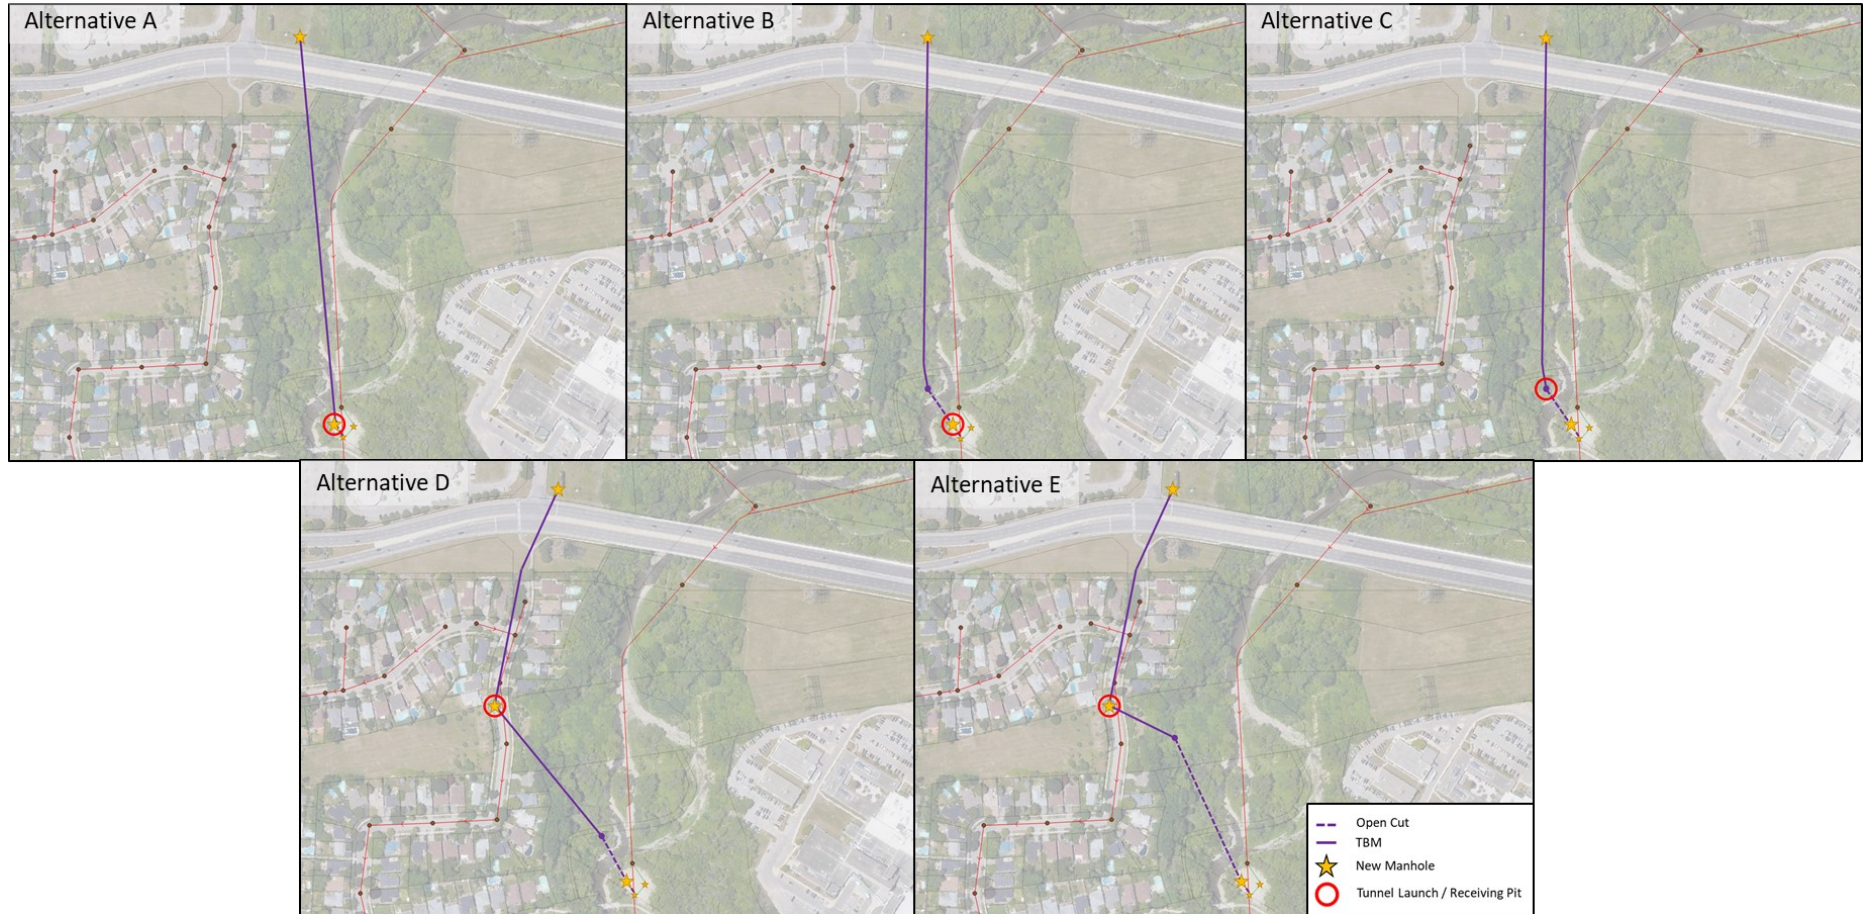 Alternative A
Alternative B
Alternative C
Alternative D
Alternative E
Open Cut
TBM
New Manhole
Tunnel Launch / Receiving Pit